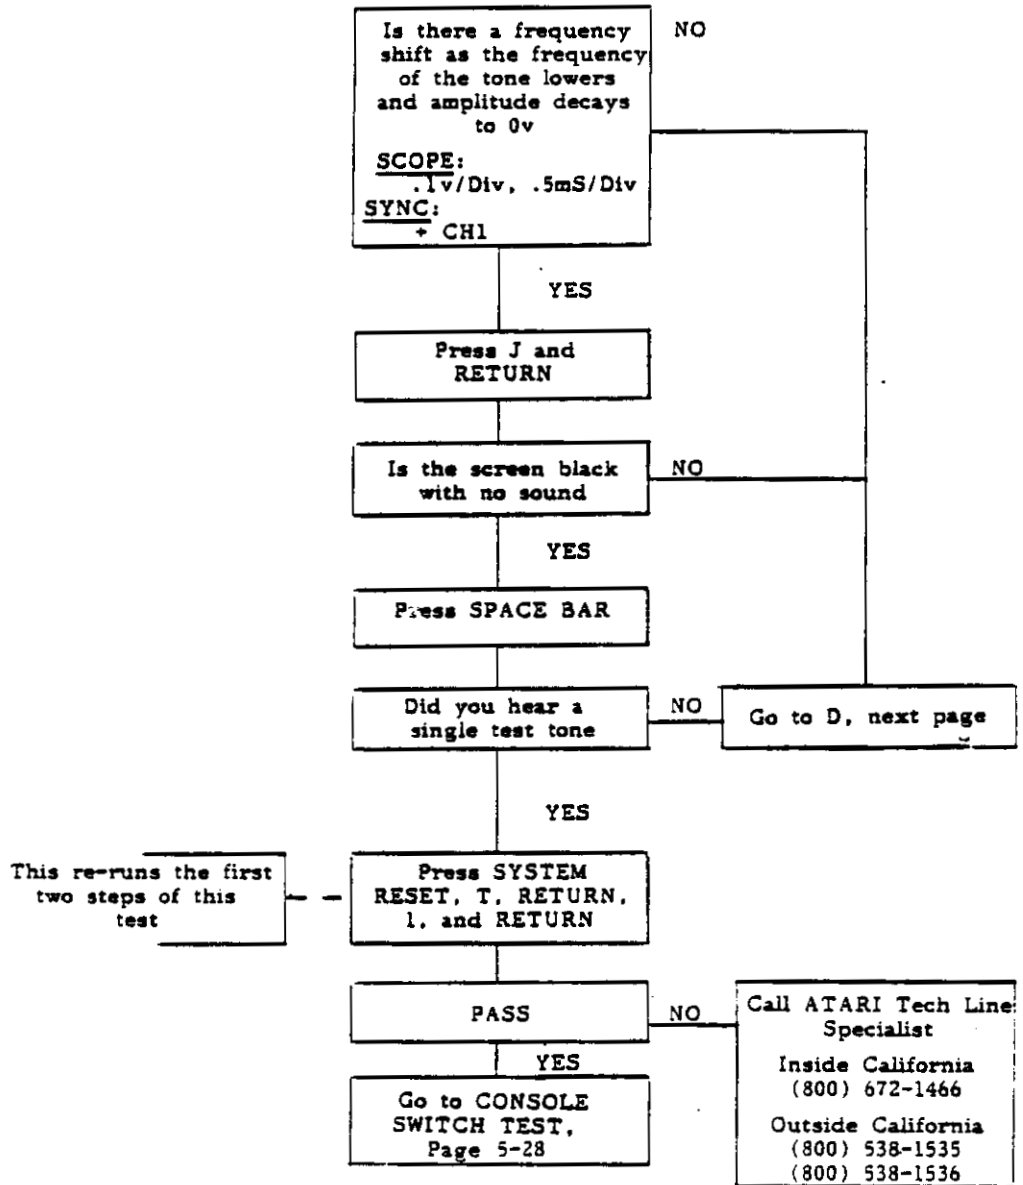 Is there a frequency
shift as the frequency
of the tone lowers
and amplitude decays
to 0v
SCOPE:
.1v/Div, .5mS/Div
SYNC:
+ CH1
NO
YES
Press J and
RETURN
Is the screen black
with no sound
NO
YES
Press SPACE BAR
Did you hear a
single test tone
NO
Go to D, next page
YES
This re-runs the first
two steps of this
test
Press SYSTEM
RESET, T, RETURN,
1, and RETURN
PASS
NO
Call ATARI Tech Line
Specialist
Inside California
(800) 672-1466
Outside California
(800) 538-1535
(800) 538-1536
YES
Go to CONSOLE
SWITCH TEST,
Page 5-28